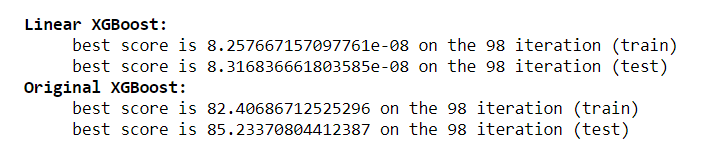 Linear XGBoost:
best score is 8.257667157097761e-08 on the 98 iteration (train)
best score is 8.316836661803585e-08 on the 98 iteration (test)
Original XGBoost:
best score is 82.40686712525296 on the 98 iteration (train)
best score is 85.23370804412387 on the 98 iteration (test)